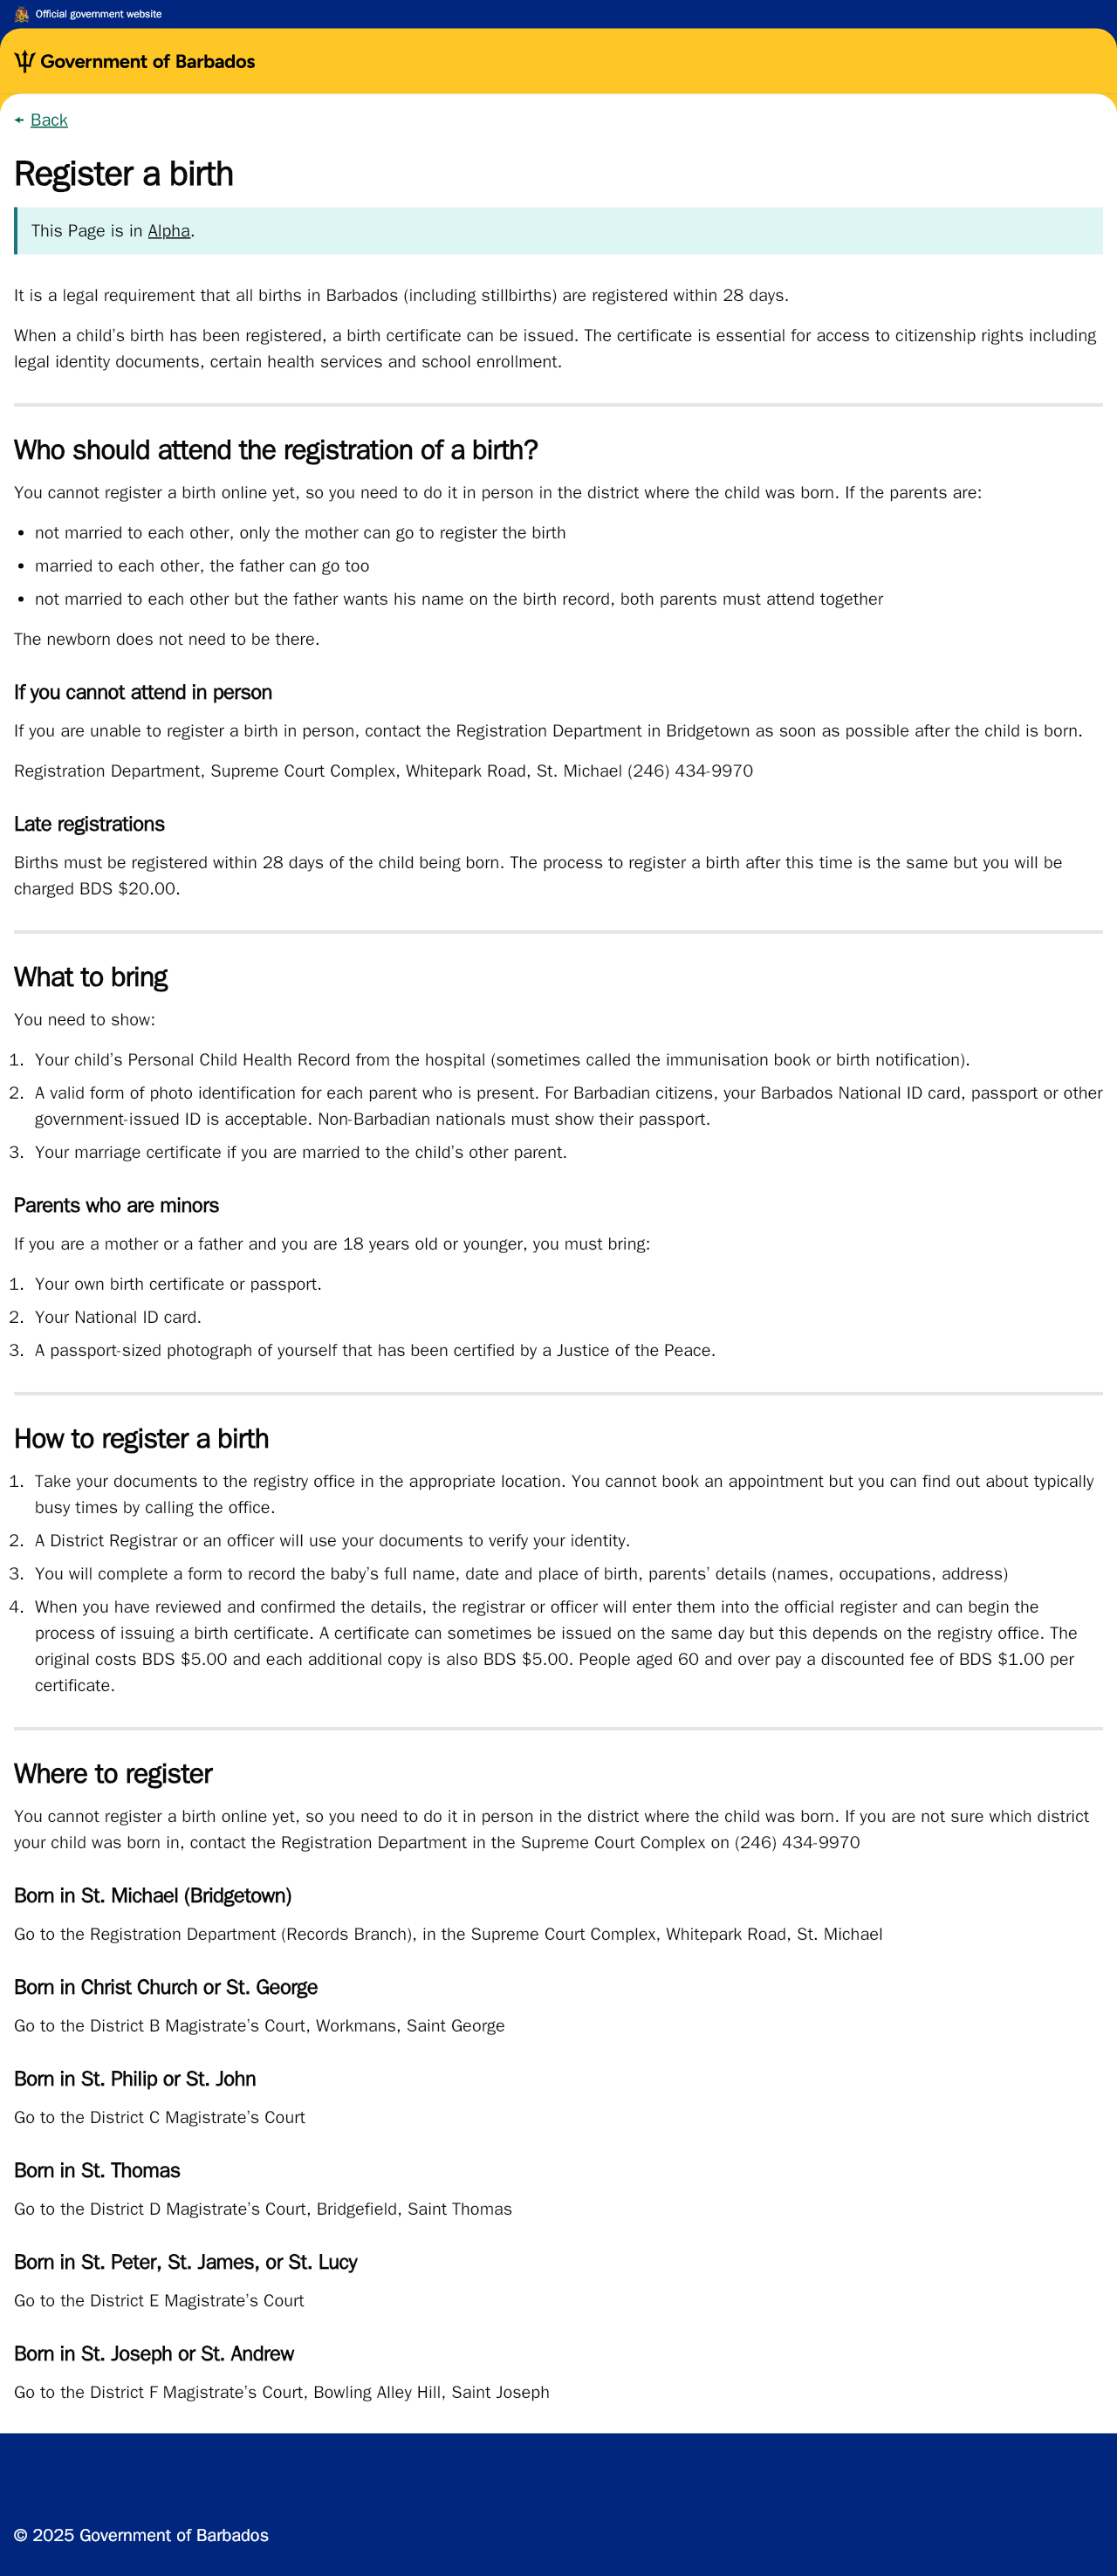 Official government website
Government of Barbados
Back
Register a birth
This Page is in Alpha.
It is a legal requirement that all births in Barbados (including stillbirths) are registered within 28 days.
When a child's birth has been registered, a birth certificate can be issued. The certificate is essential for access to citizenship rights including
legal identity documents, certain health services and school enrollment.
Who should attend the registration of a birth?
You cannot register a birth online yet, so you need to do it in person in the district where the child was born. If the parents are:
• not married to each other, only the mother can go to register the birth
• married to each other, the father can go too
• not married to each other but the father wants his name on the birth record, both parents must attend together
The newborn does not need to be there.
If you cannot attend in person
If you are unable to register a birth in person, contact the Registration Department in Bridgetown as soon as possible after the child is born.
Registration Department, Supreme Court Complex, Whitepark Road, St. Michael (246) 434-9970
Late registrations
Births must be registered within 28 days of the child being born. The process to register a birth after this time is the same but you will be
charged BDS $20.00.
What to bring
You need to show:
1. Your child's Personal Child Health Record from the hospital (sometimes called the immunisation book or birth notification).
2. A valid form of photo identification for each parent who is present. For Barbadian citizens, your Barbados National ID card, passport or other
government-issued ID is acceptable. Non-Barbadian nationals must show their passport.
3. Your marriage certificate if you are married to the child's other parent.
Parents who are minors
If you are a mother or a father and you are 18 years old or younger, you must bring:
1. Your own birth certificate or passport.
2. Your National ID card.
3. A passport-sized photograph of yourself that has been certified by a Justice of the Peace.
How to register a birth
1. Take your documents to the registry office in the appropriate location. You cannot book an appointment but you can find out about typically
busy times by calling the office.
2. A District Registrar or an officer will use your documents to verify your identity.
3. You will complete a form to record the baby's full name, date and place of birth, parents' details (names, occupations, address)
4. When you have reviewed and confirmed the details, the registrar or officer will enter them into the official register and can begin the
process of issuing a birth certificate. A certificate can sometimes be issued on the same day but this depends on the registry office. The
original costs BDS $5.00 and each additional copy is also BDS $5.00. People aged 60 and over pay a discounted fee of BDS $1.00 per
certificate.
Where to register
You cannot register a birth online yet, so you need to do it in person in the district where the child was born. If you are not sure which district
your child was born in, contact the Registration Department in the Supreme Court Complex on (246) 434-9970
Born in St. Michael (Bridgetown)
Go to the Registration Department (Records Branch), in the Supreme Court Complex, Whitepark Road, St. Michael
Born in Christ Church or St. George
Go to the District B Magistrate's Court, Workmans, Saint George
Born in St. Philip or St. John
Go to the District C Magistrate's Court
Born in St. Thomas
Go to the District D Magistrate's Court, Bridgefield, Saint Thomas
Born in St. Peter, St. James, or St. Lucy
Go to the District E Magistrate's Court
Born in St. Joseph or St. Andrew
Go to the District F Magistrate's Court, Bowling Alley Hill, Saint Joseph
© 2025 Government of Barbados